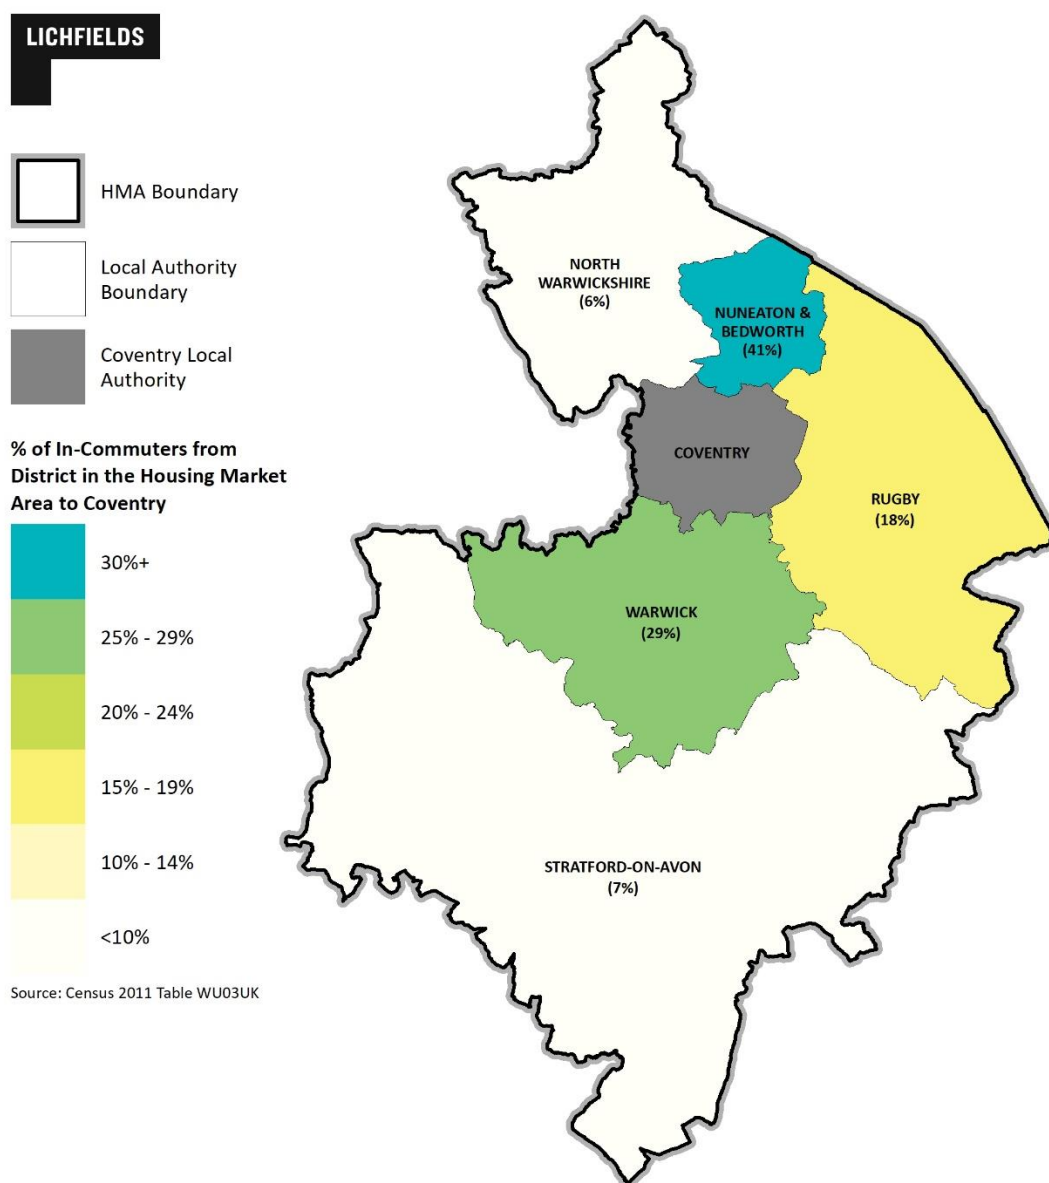 LICHFIELDS
HMA Boundary
Local Authority
Boundary
Coventry Local
Authority
% of In-Commuters from
District in the Housing Market
Area to Coventry
30%+
25% - 29%
20% - 24%
15% - 19%
10% - 14%
<10%
Source: Census 2011 Table WU03UK
NORTH
WARWICKSHIRE
(6%)
NUNEATON &
BEDWORTH
(41%)
COVENTRY
RUGBY
(18%)
WARWICK
(29%)
STRATFORD-ON-AVON
(7%)